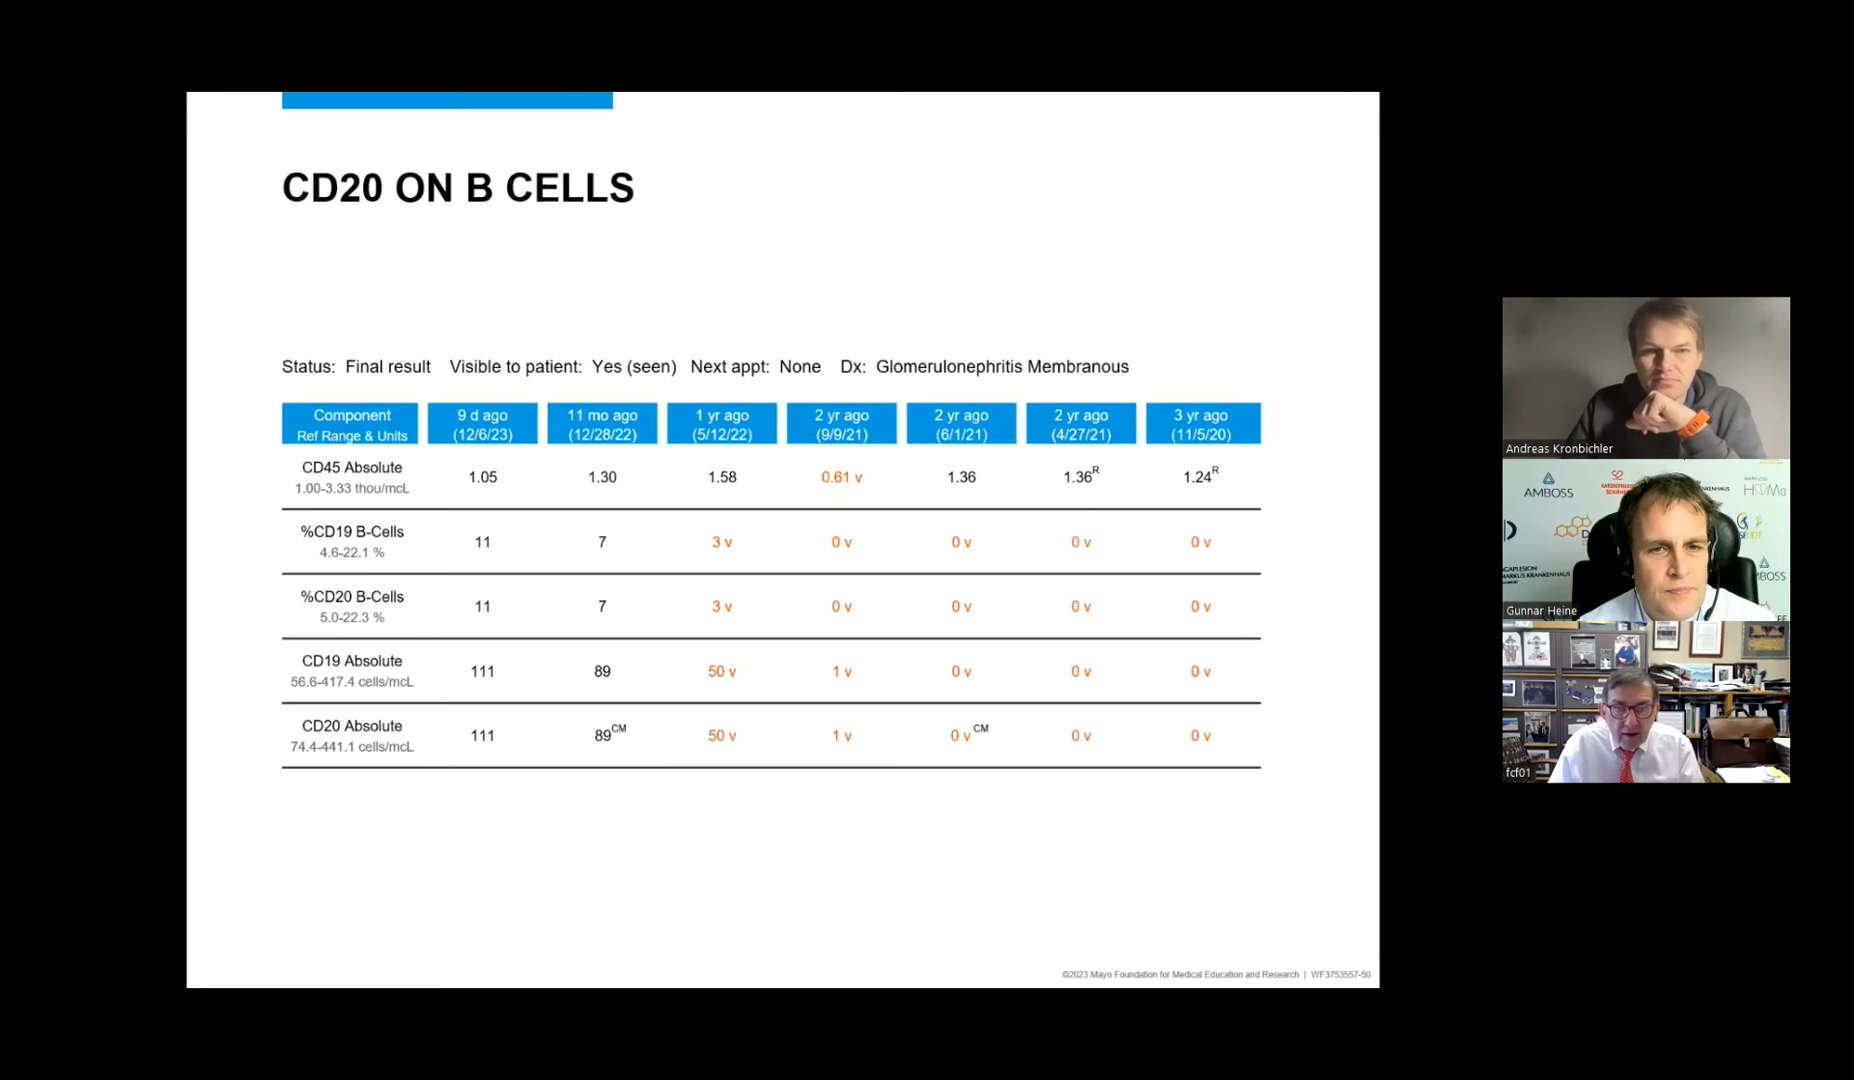 CD20 ON B CELLS
Status: Final result Visible to patient: Yes (seen) Next appt: None Dx: Glomerulonephritis Membranous
Component 9 d ago 11 mo ago 1 yr ago 2 yr ago 2 yr ago 2 yr ago 3 yr ago
Ref Range & Units (12/6/23) (12/28/22) (5/12/22) (9/9/21) (6/1/21) (4/27/21) (11/5/20)
CD45 Absolute
1.00-3.33 thou/mcL 1.05 1.30 1.58 0.61 v 1.36 1.36R 1.24R
%CD19 B-Cells
4.6-22.1 % 11 7 3 v 0 v 0 v 0 v 0 v
%CD20 B-Cells
5.0-22.3 % 11 7 3 v 0 v 0 v 0 v 0 v
CD19 Absolute
56.6-417.4 cells/mcL 111 89 50 v 1 v 0 v 0 v 0 v
CD20 Absolute
74.4-441.1 cells/mcL 111 89CM 50 v 1 v 0 v CM 0 v 0 v
©2023 Mayo Foundation for Medical Education and Research | WF3753557-50
Andreas Kronbichler
AMBOSS
Gunnar Heine
fcf01